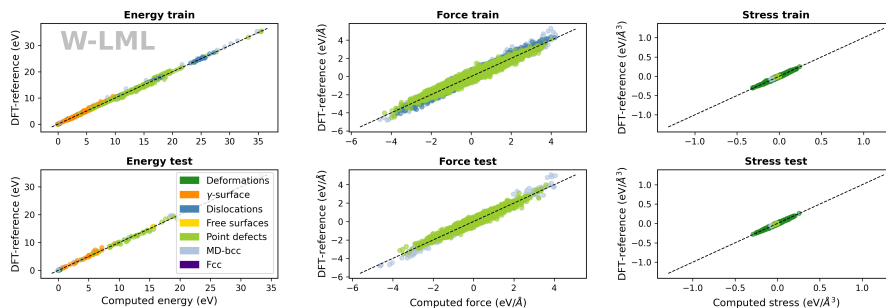 Energy train
Force train
Stress train
W-LML
DFT-reference (eV)
30
20
10
0
0 5 10 15 20 25 30 35
DFT-reference (eV/Å)
4
2
0
−2
−4
−6
−6 −4 −2 0 2 4
DFT-reference (eV/Å³)
1.0
0.5
0.0
−0.5
−1.0
−1.0 −0.5 0.0 0.5 1.0
Energy test
Force test
Stress test
DFT-reference (eV)
30
20
10
0
0 5 10 15 20 25 30 35
Computed energy (eV)
Deformations
γ-surface
Dislocations
Free surfaces
Point defects
MD-bcc
Fcc
DFT-reference (eV/Å)
4
2
0
−2
−4
−6
−6 −4 −2 0 2 4
Computed force (eV/Å)
DFT-reference (eV/Å³)
1.0
0.5
0.0
−0.5
−1.0
−1.0 −0.5 0.0 0.5 1.0
Computed stress (eV/Å³)